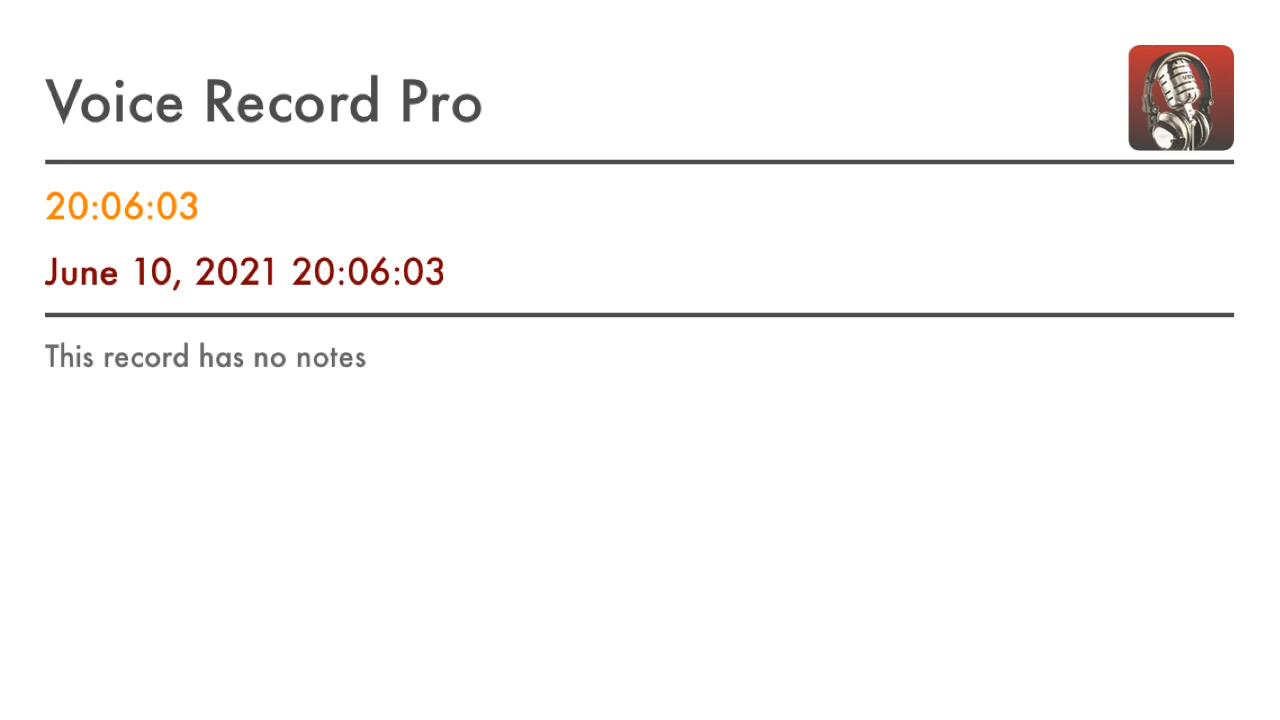 Voice Record Pro
20:06:03
June 10, 2021 20:06:03
This record has no notes